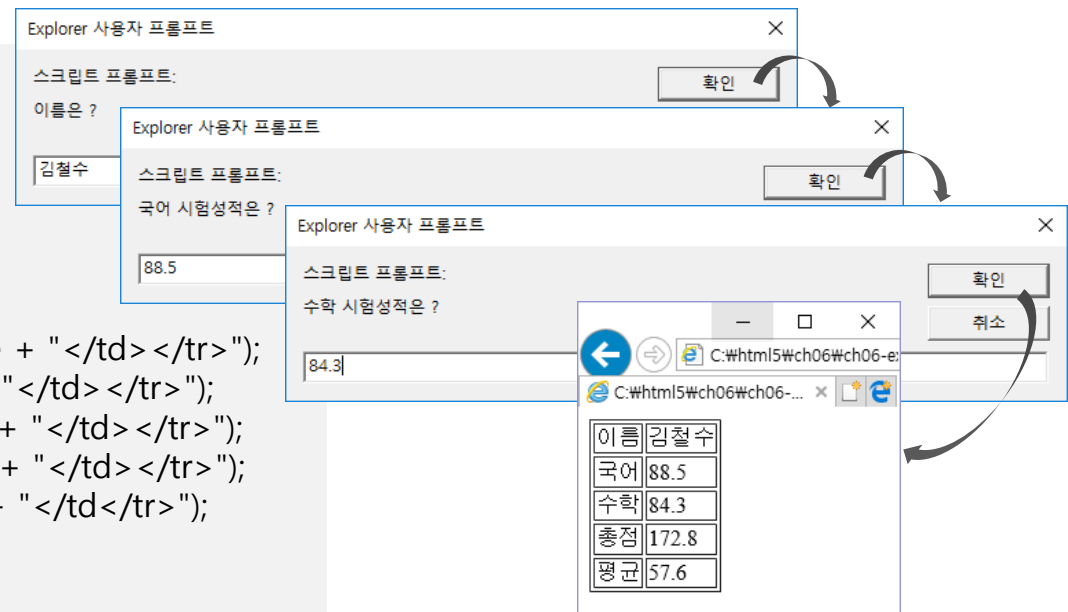 Explorer 사용자 프롬프트
스크립트 프롬프트:
확인
이름은 ?
김철수
Explorer 사용자 프롬프트
스크립트 프롬프트:
확인
국어 시험성적은 ?
88.5
Explorer 사용자 프롬프트
스크립트 프롬프트:
확인
수학 시험성적은 ?
취소
84.3
+ "</td></tr>");
"</td></tr>");
+ "</td></tr>");
+ "</td></tr>");
"</td</tr>");
C:₩html5₩ch06₩ch06-e
C:₩html5₩ch06₩ch06-...
이름 김철수
국어 88.5
수학 84.3
총점 172.8
평균 57.6